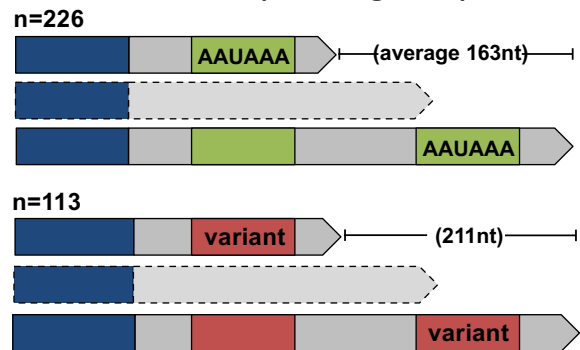 n=226
AAUAAA
(average 163nt)
AAUAAA
n=113
variant
(211nt)
variant